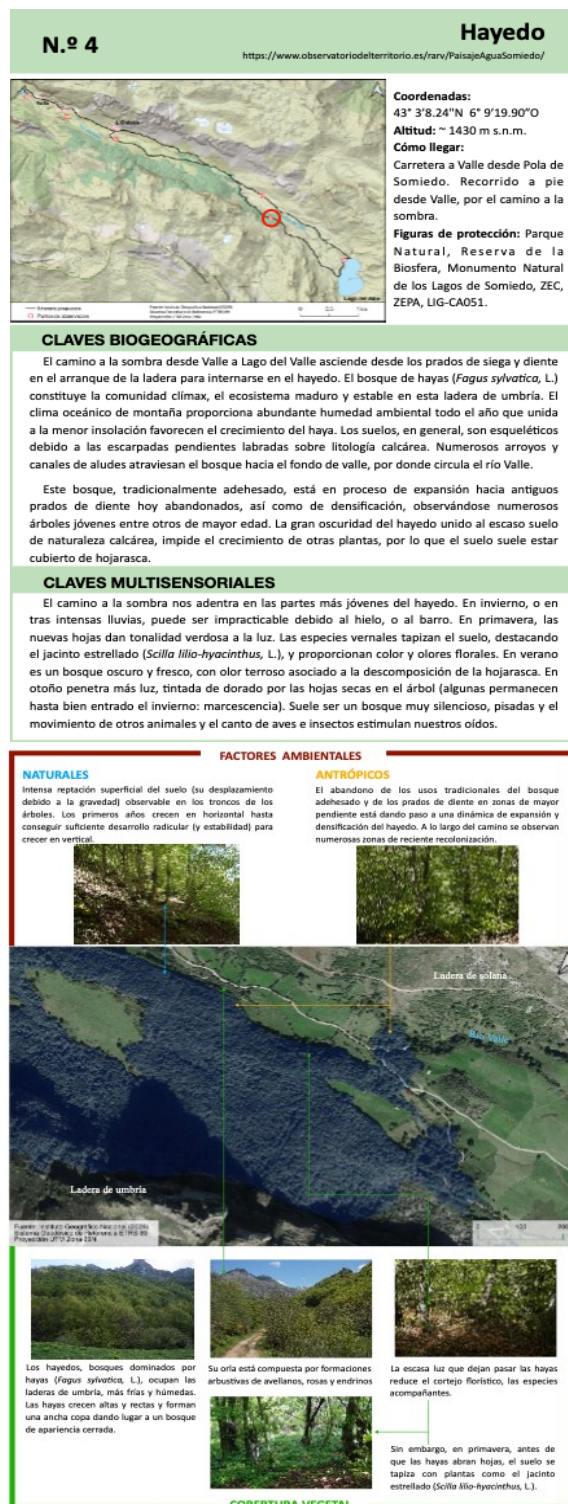 N.º 4
Hayedo
https://www.observatoriodelterritorio.es/rarv/PaisajeAguaSomiedo/
Coordenadas:
43° 3'8.24"N 6° 9'19.90"O
Altitud: ~ 1430 m s.n.m.
Cómo llegar:
Carretera a Valle desde Pola de
Somiedo. Recorrido a pie
desde Valle, por el camino a la
sombra.
Figuras de protección: Parque
Natural, Reserva de la
Biosfera, Monumento Natural
de los Lagos de Somiedo, ZEC,
ZEPA, LIG-CA051.
Lago del Valle
CLAVES BIOGEOGRÁFICAS
El camino a la sombra desde Valle a Lago del Valle asciende desde los prados de siega y diente
en el arranque de la ladera para internarse en el hayedo. El bosque de hayas (Fagus sylvatica, L.)
constituye la comunidad clímax, el ecosistema maduro y estable en esta ladera de umbría. El
clima oceánico de montaña proporciona abundante humedad ambiental todo el año que unida
a la menor insolación favorecen el crecimiento del haya. Los suelos, en general, son esqueléticos
debido a las escarpadas pendientes labradas sobre litología calcárea. Numerosos arroyos y
canales de aludes atraviesan el bosque hacia el fondo de valle, por donde circula el río Valle.
Este bosque, tradicionalmente adehesado, está en proceso de expansión hacia antiguos
prados de diente hoy abandonados, así como de densificación, observándose numerosos
árboles jóvenes entre otros de mayor edad. La gran oscuridad del hayedo unido al escaso suelo
de naturaleza calcárea, impide el crecimiento de otras plantas, por lo que el suelo suele estar
cubierto de hojarasca.
CLAVES MULTISENSORIALES
El camino a la sombra nos adentra en las partes más jóvenes del hayedo. En invierno, o en
tras intensas lluvias, puede ser impracticable debido al hielo, o al barro. En primavera, las
nuevas hojas dan tonalidad verdosa a la luz. Las especies vernales tapizan el suelo, destacando
el jacinto estrellado (Scilla lilio-hyacinthus, L.), y proporcionan color y olores florales. En verano
es un bosque oscuro y fresco, con olor terroso asociado a la descomposición de la hojarasca. En
otoño penetra más luz, tintada de dorado por las hojas secas en el árbol (algunas permanecen
hasta bien entrado el invierno: marcescencia). Suele ser un bosque muy silencioso, pisadas y el
movimiento de otros animales y el canto de aves e insectos estimulan nuestros oídos.
FACTORES AMBIENTALES
NATURALES
Intensa reptación superficial del suelo (su desplazamiento
debido a la gravedad) observable en los troncos de los
árboles. Los primeros años crecen en horizontal hasta
conseguir suficiente desarrollo radicular (y estabilidad) para
crecer en vertical.
ANTRÓPICOS
El abandono de los usos tradicionales del bosque
adehesado y de los prados de diente en zonas de mayor
pendiente está dando paso a una dinámica de expansión y
densificación del hayedo. A lo largo del camino se observan
numerosas zonas de reciente recolonización.
Ladera de solana
Río Valle
Ladera de umbría
Los hayedos, bosques dominados por
hayas (Fagus sylvatica, L.), ocupan las
laderas de umbría, más frías y húmedas.
Las hayas crecen altas y rectas y forman
una ancha copa dando lugar a un bosque
de apariencia cerrada.
Su orla está compuesta por formaciones
arbustivas de avellanos, rosas y endrinos
La escasa luz que dejan pasar las hayas
reduce el cortejo florístico, las especies
acompañantes.
Sin embargo, en primavera, antes de
que las hayas abran hojas, el suelo se
tapiza con plantas como el jacinto
estrellado (Scilla lilio-hyacinthus, L.).
COBERTURA VEGETAL